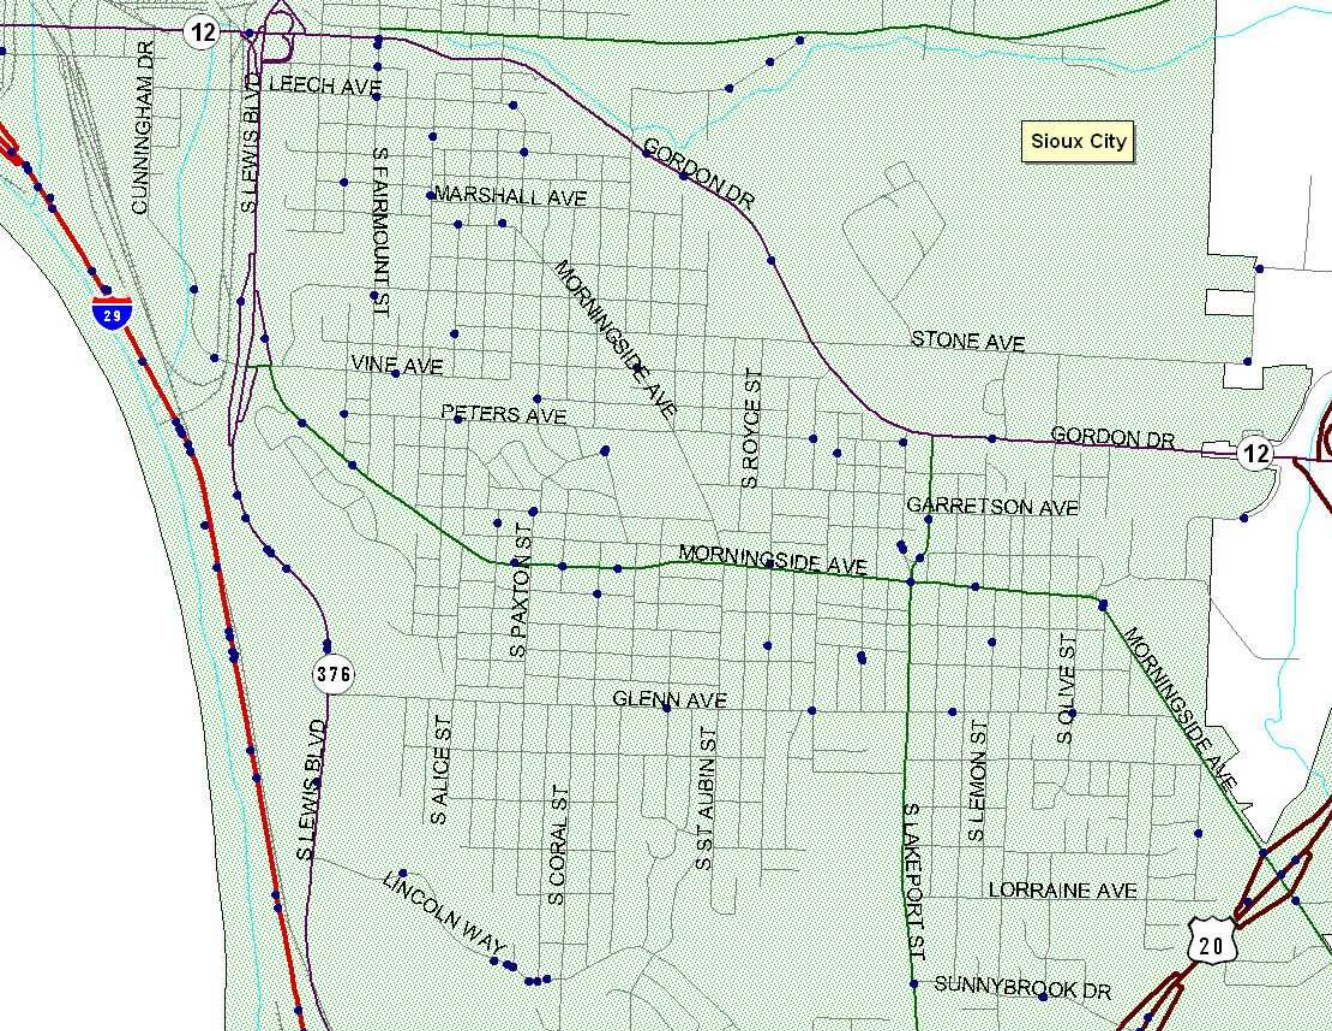 12
LEECH AVE
CUNNINGHAM DR
S LEWIS BLVD
Sioux City
GORDON DR
S FAIRMOUNT ST
MARSHALL AVE
MORNINGSIDE AVE
29
STONE AVE
VINE AVE
S ROYCE ST
PETERS AVE
GORDON DR
12
GARRETSON AVE
MORNINGSIDE AVE
S PAXTON ST
376
S OLIVE ST
MORNINGSIDE AVE
GLENN AVE
S LEWIS BLVD
S ALICE ST
S ST AUBIN ST
S LEMON ST
S CORAL ST
S LAKEPORT ST
LINCOLN WAY
LORRAINE AVE
20
SUNNYBROOK DR